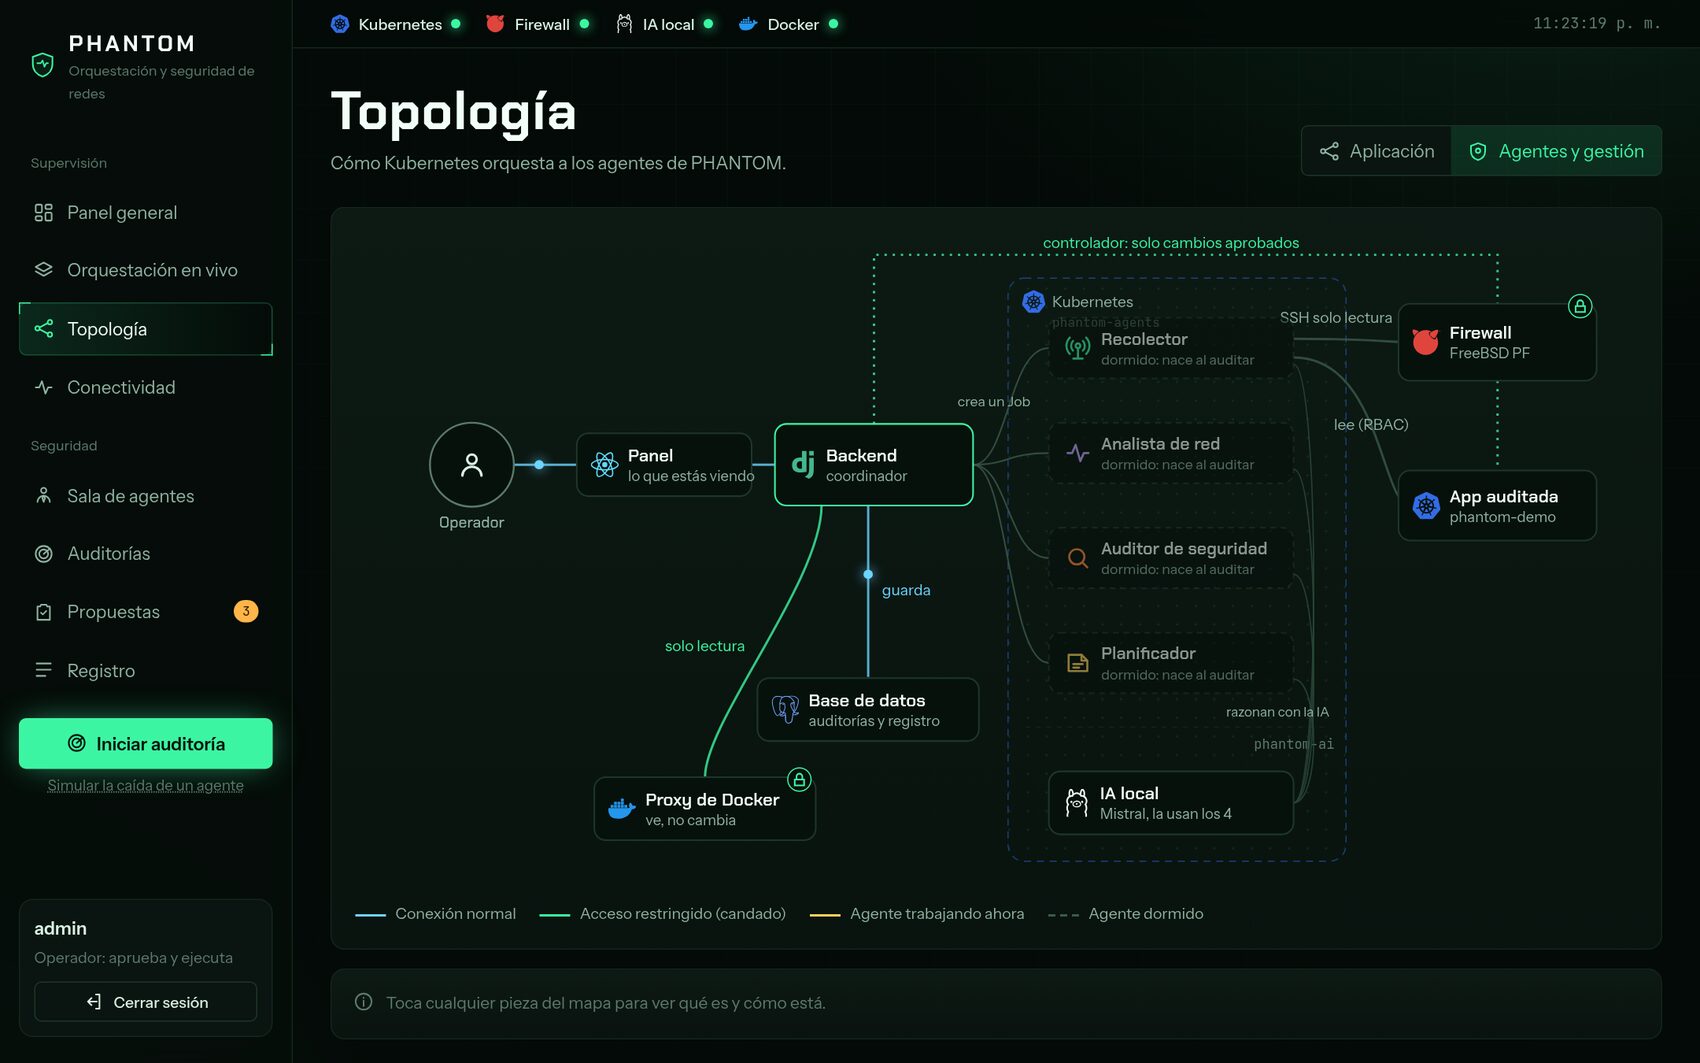 PHANTOM
Orquestación y seguridad de
redes
Supervisión
Panel general
Orquestación en vivo
Topología
Conectividad
Seguridad
Sala de agentes
Auditorías
Propuestas 3
Registro
Iniciar auditoría
Simular la caída de un agente
admin
Operador: aprueba y ejecuta
Cerrar sesión
Kubernetes Firewall IA local Docker
11:23:19 p. m.
Topología
Cómo Kubernetes orquesta a los agentes de PHANTOM.
Aplicación Agentes y gestión
controlador: solo cambios aprobados
Kubernetes
phantom-agents
SSH solo lectura
Recolector
dormido: nace al auditar
Firewall
FreeBSD PF
crea un Job
lee (RBAC)
Analista de red
dormido: nace al auditar
Operador
Panel
lo que estás viendo
dj
Backend
coordinador
App auditada
phantom-demo
Auditor de seguridad
dormido: nace al auditar
guarda
solo lectura
Planificador
dormido: nace al auditar
Base de datos
auditorías y registro
razonan con la IA
phantom-ai
Proxy de Docker
ve, no cambia
IA local
Mistral, la usan los 4
Conexión normal Acceso restringido (candado) Agente trabajando ahora Agente dormido
Toca cualquier pieza del mapa para ver qué es y cómo está.